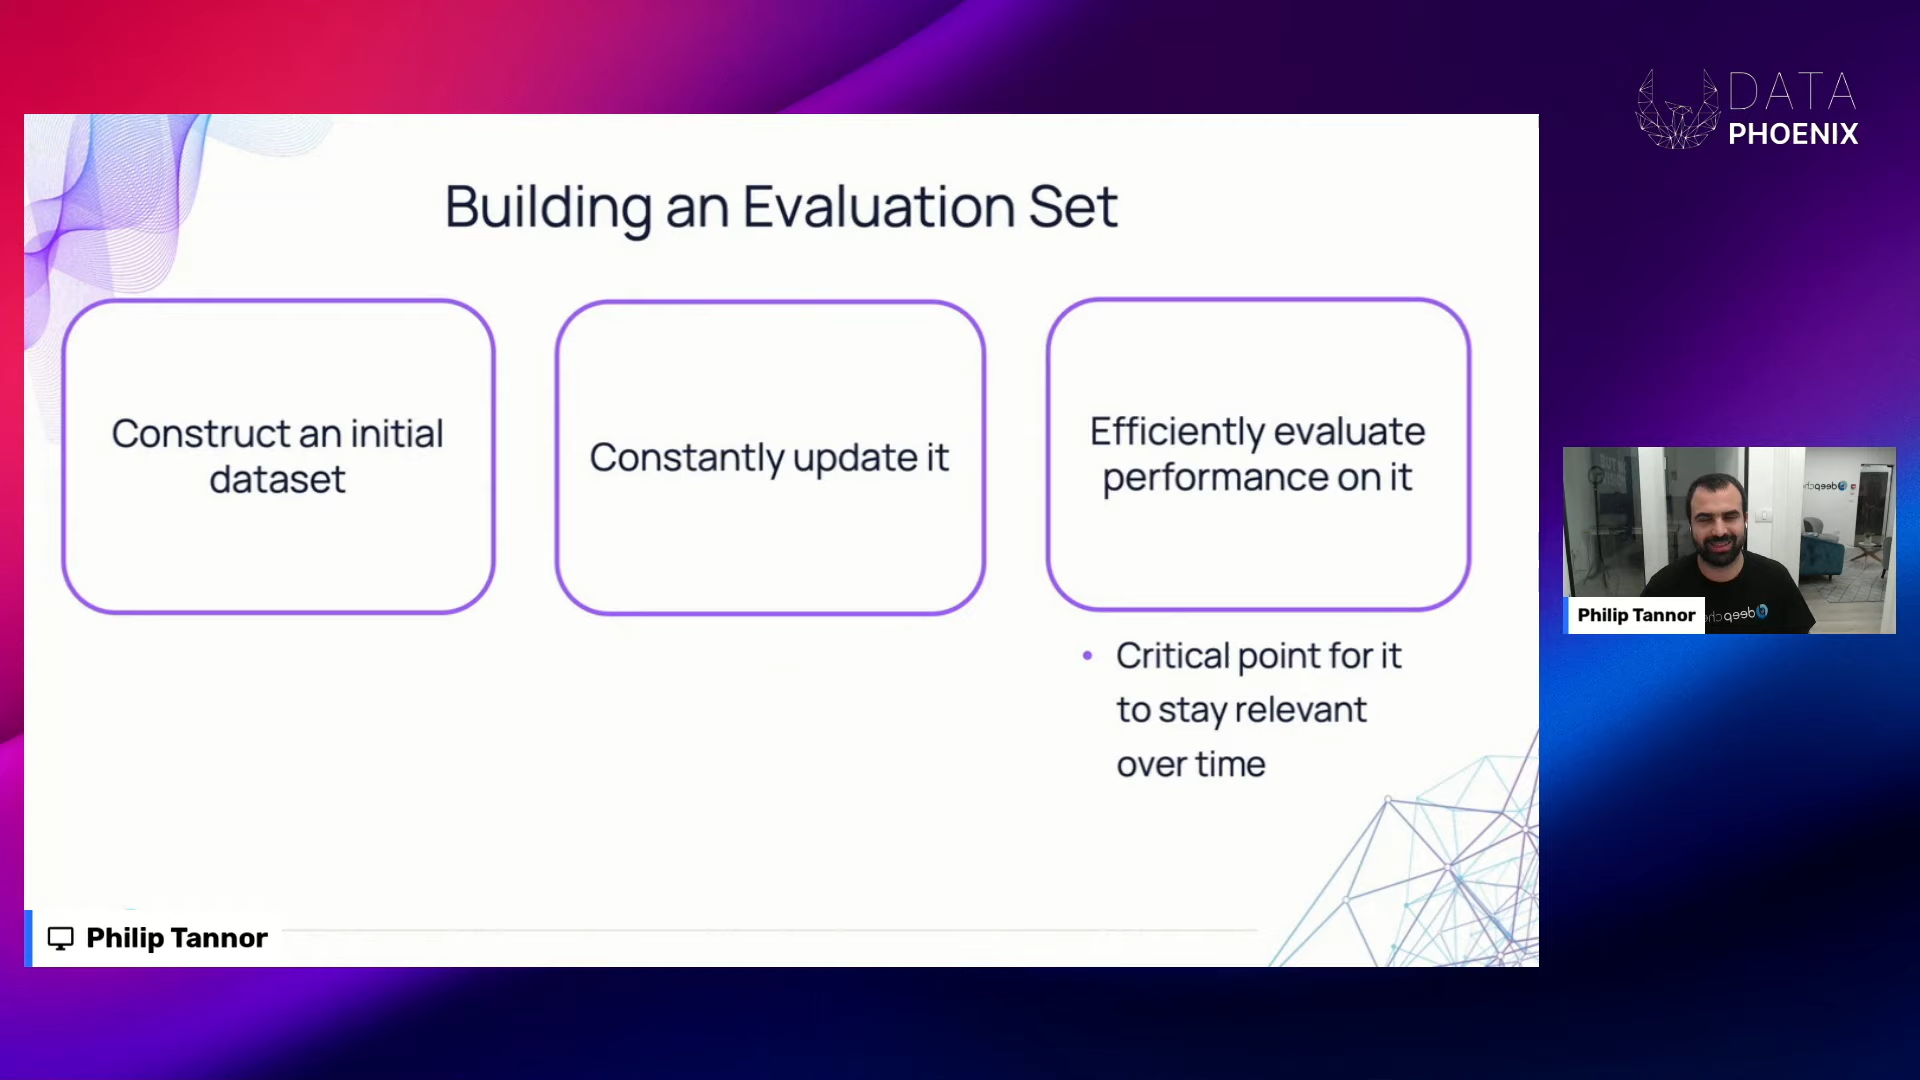 DATA
PHOENIX
Building an Evaluation Set
Construct an initial
dataset
Constantly update it
Efficiently evaluate
performance on it
• Critical point for it
to stay relevant
over time
Philip Tannor
Philip Tannor